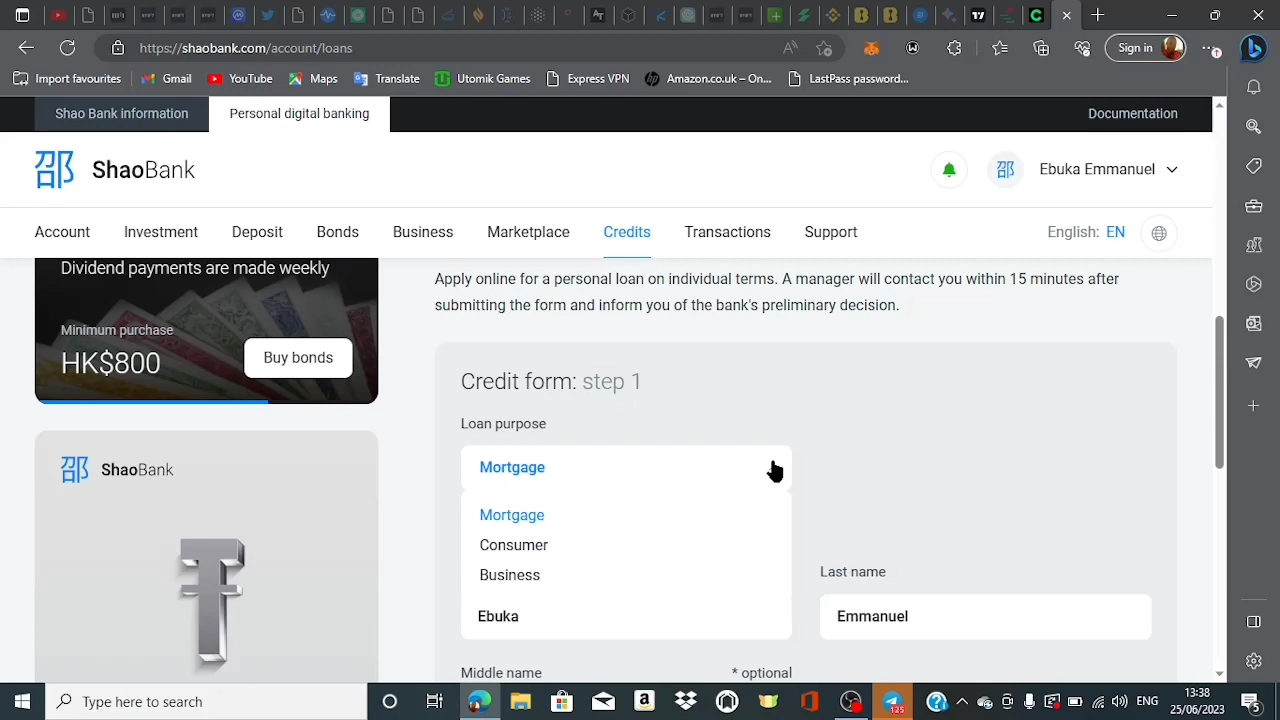 https://shaobank.com/account/loans
Sign in
Import favourites
Gmail
YouTube
Maps
Translate
Utomik Games
Express VPN
Amazon.co.uk – On...
LastPass password...
Shao Bank information
Personal digital banking
Documentation
邵 ShaoBank
邵 Ebuka Emmanuel
Account
Investment
Deposit
Bonds
Business
Marketplace
Credits
Transactions
Support
English: EN
Dividend payments are made weekly
Minimum purchase
HK$800
Buy bonds
邵 ShaoBank
Apply online for a personal loan on individual terms. A manager will contact you within 15 minutes after
submitting the form and inform you of the bank's preliminary decision.
Credit form: step 1
Loan purpose
Mortgage
Mortgage
Consumer
Business
Ebuka
Last name
Emmanuel
Middle name
* optional
Type here to search
123
ENG
13:38
25/06/2023
5